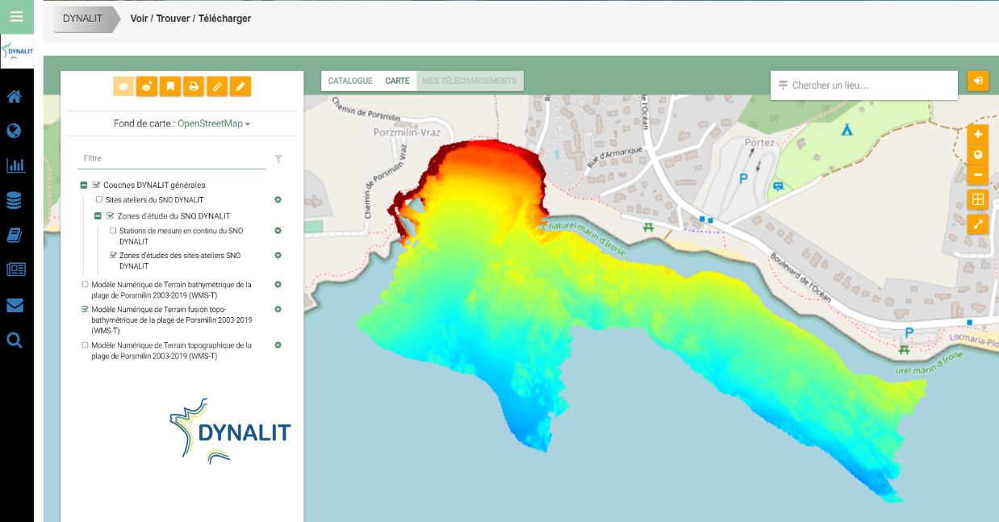 DYNALIT
Voir / Trouver / Télécharger
DYNALIT
CATALOGUE
CARTE
MES TÉLÉCHARGEMENTS
Chercher un lieu…
Fond de carte : OpenStreetMap
Filtre
Couches DYNALIT générales
Sites ateliers du SNO DYNALIT
Zones d'étude du SNO DYNALIT
Stations de mesure en continu du SNO
DYNALIT
Zones d'études des sites-ateliers SNO
DYNALIT
Modèle Numérique de Terrain bathymétrique de la
plage de Porsmilin 2003-2019 (WMS-T)
Modèle Numérique de Terrain fusion topo-
bathymétrique de la plage de Porsmilin 2003-2019
(WMS-T)
Modèle Numérique de Terrain topographique de la
plage de Porsmilin 2003-2019 (WMS-T)
DYNALIT
Chemin de Porsmilin
Porzmilin-Vraz
Chemin de Porsmilin Vraz
R
de l'Océan
Rue d'Armorique
Portez
P
naturel marin d'Iroise
Boulevard de l'Océan
P
Locmaria-Plo
urel marin d'Iroise